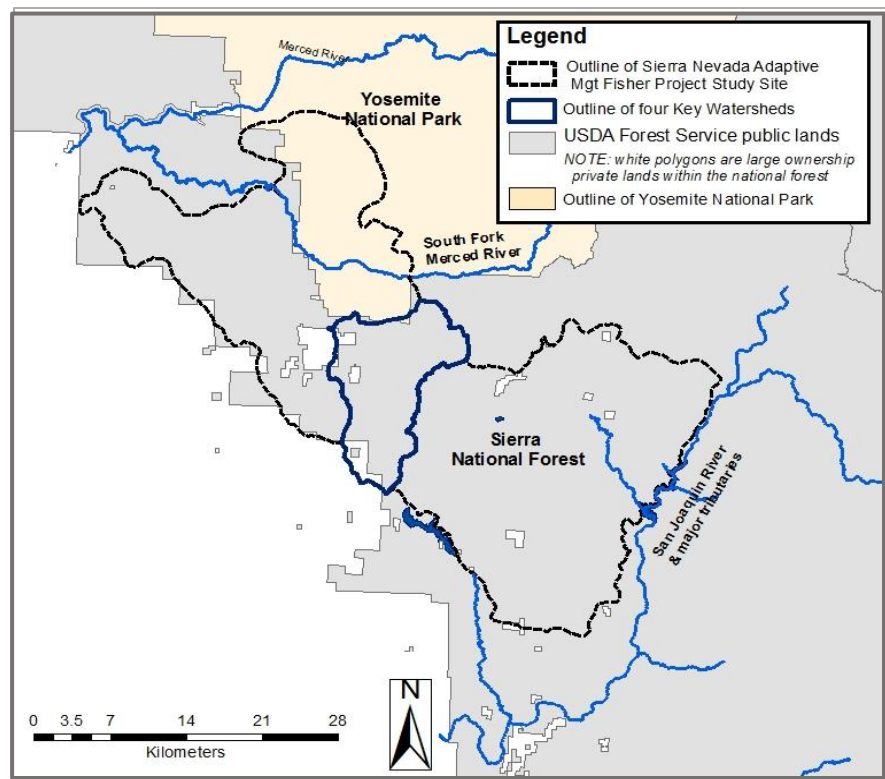 Merced River
Yosemite
National Park
South Fork
Merced River
Sierra
National Forest
San Joaquin River
& major tributaries
Legend
Outline of Sierra Nevada Adaptive
Mgt Fisher Project Study Site
Outline of four Key Watersheds
USDA Forest Service public lands
NOTE: white polygons are large ownership
private lands within the national forest
Outline of Yosemite National Park
N
0 3.5 7 14 21 28
Kilometers